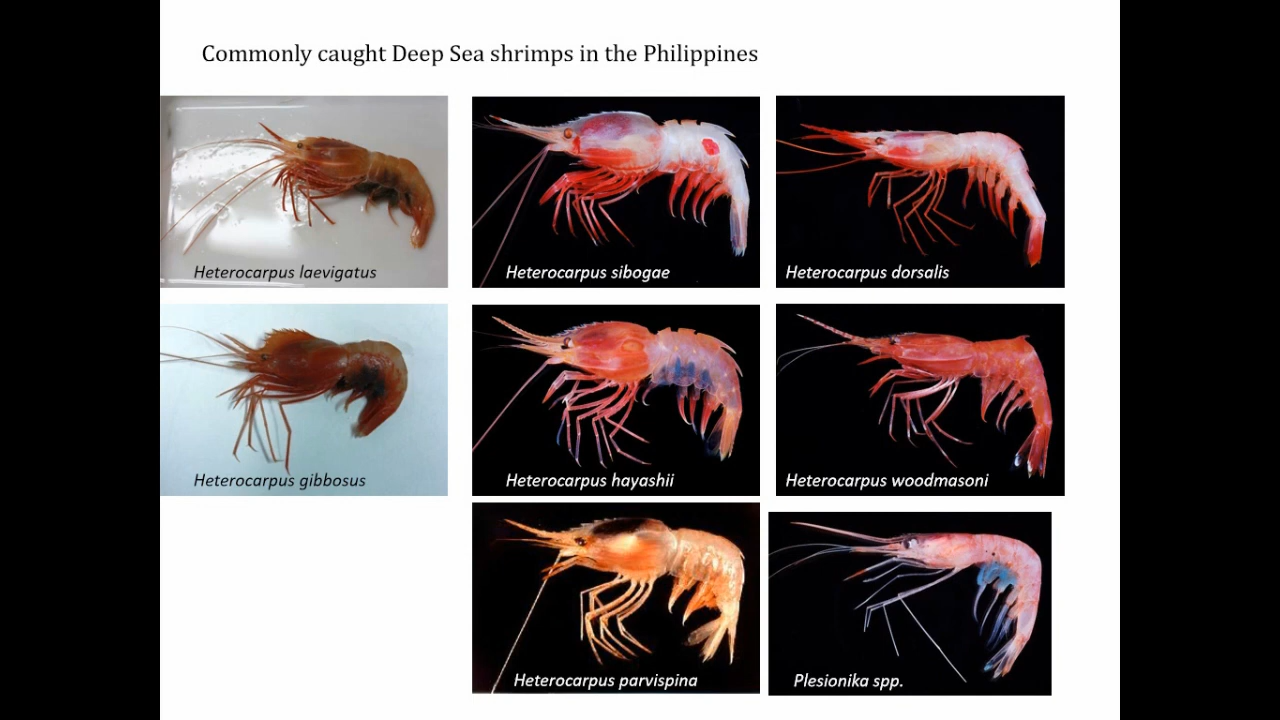 Commonly caught Deep Sea shrimps in the Philippines
Heterocarpus laevigatus
Heterocarpus sibogae
Heterocarpus dorsalis
Heterocarpus gibbosus
Heterocarpus hayashii
Heterocarpus woodmasoni
Heterocarpus parvispina
Plesionika spp.